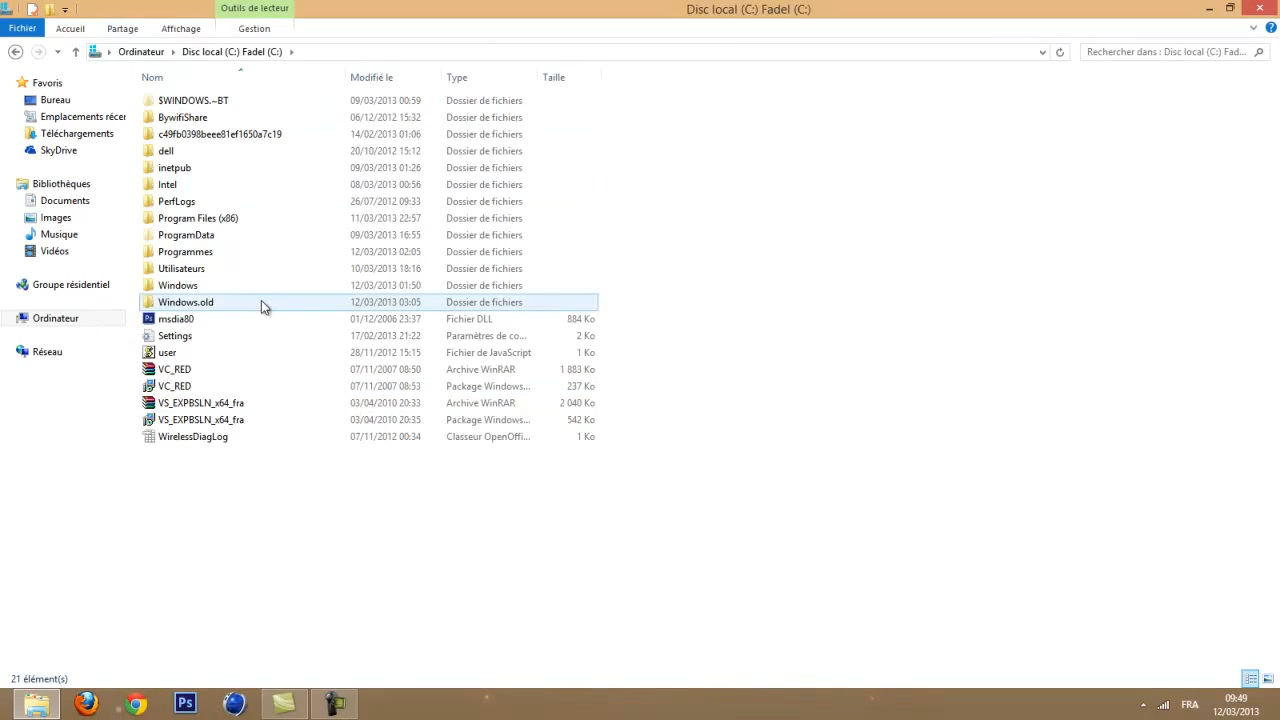 Outils de lecteur
Disc local (C:) Fadel (C:)
Fichier Accueil Partage Affichage Gestion
Ordinateur Disc local (C:) Fadel (C:)
Rechercher dans : Disc local (C:) Fad...
Nom Modifié le Type Taille
Favoris
Bureau
Emplacements récer
Téléchargements
SkyDrive
Bibliothèques
Documents
Images
Musique
Vidéos
Groupe résidentiel
Ordinateur
Réseau
$WINDOWS.~BT 09/03/2013 00:59 Dossier de fichiers
BywifiShare 06/12/2012 15:32 Dossier de fichiers
c49fb0398beee81ef1650a7c19 14/02/2013 01:06 Dossier de fichiers
dell 20/10/2012 15:12 Dossier de fichiers
inetpub 09/03/2013 01:26 Dossier de fichiers
Intel 08/03/2013 00:56 Dossier de fichiers
PerfLogs 26/07/2012 09:33 Dossier de fichiers
Program Files (x86) 11/03/2013 22:57 Dossier de fichiers
ProgramData 09/03/2013 16:55 Dossier de fichiers
Programmes 12/03/2013 02:05 Dossier de fichiers
Utilisateurs 10/03/2013 18:16 Dossier de fichiers
Windows 12/03/2013 01:50 Dossier de fichiers
Windows.old 12/03/2013 03:05 Dossier de fichiers
msdia80 01/12/2006 23:37 Fichier DLL 884 Ko
Settings 17/02/2013 21:22 Paramètres de co... 2 Ko
user 28/11/2012 15:15 Fichier de JavaScript 1 Ko
VC_RED 07/11/2007 08:50 Archive WinRAR 1 883 Ko
VC_RED 07/11/2007 08:53 Package Windows... 237 Ko
VS_EXPBSLN_x64_fra 03/04/2010 20:33 Archive WinRAR 2 040 Ko
VS_EXPBSLN_x64_fra 03/04/2010 20:35 Package Windows... 542 Ko
WirelessDiagLog 07/11/2012 00:34 Classeur OpenOffi... 1 Ko
21 élément(s)
Ps
FRA
09:49
12/03/2013